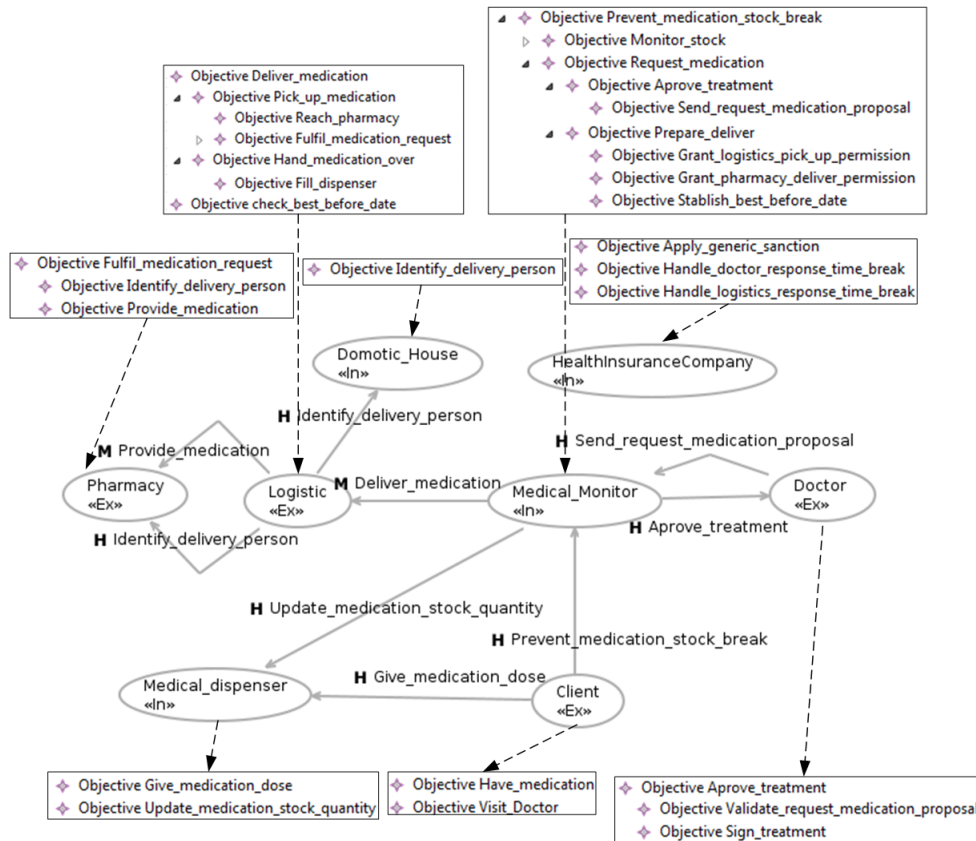 Objective Prevent_medication_stock_break
Objective Monitor_stock
Objective Request_medication
Objective Aprove_treatment
Objective Send_request_medication_proposal
Objective Prepare_deliver
Objective Grant_logistics_pick_up_permission
Objective Grant_pharmacy_deliver_permission
Objective Stablish_best_before_date
Objective Deliver_medication
Objective Pick_up_medication
Objective Reach_pharmacy
Objective Fulfil_medication_request
Objective Hand_medication_over
Objective Fill_dispenser
Objective check_best_before_date
Objective Fulfil_medication_request
Objective Identify_delivery_person
Objective Provide_medication
Objective Identify_delivery_person
Objective Apply_generic_sanction
Objective Handle_doctor_response_time_break
Objective Handle_logistics_response_time_break
Domotic_House
«In»
HealthInsuranceCompany
«In»
H Identify_delivery_person
H Send_request_medication_proposal
M Provide_medication
Pharmacy
«Ex»
Logistic
«Ex»
M Deliver_medication
Medical_Monitor
«In»
Doctor
«Ex»
H Identify_delivery_person
H Aprove_treatment
H Update_medication_stock_quantity
H Prevent_medication_stock_break
Medical_dispenser
«In»
H Give_medication_dose
Client
«Ex»
Objective Give_medication_dose
Objective Update_medication_stock_quantity
Objective Have_medication
Objective Visit_Doctor
Objective Aprove_treatment
Objective Validate_request_medication_proposal
Objective Sign_treatment